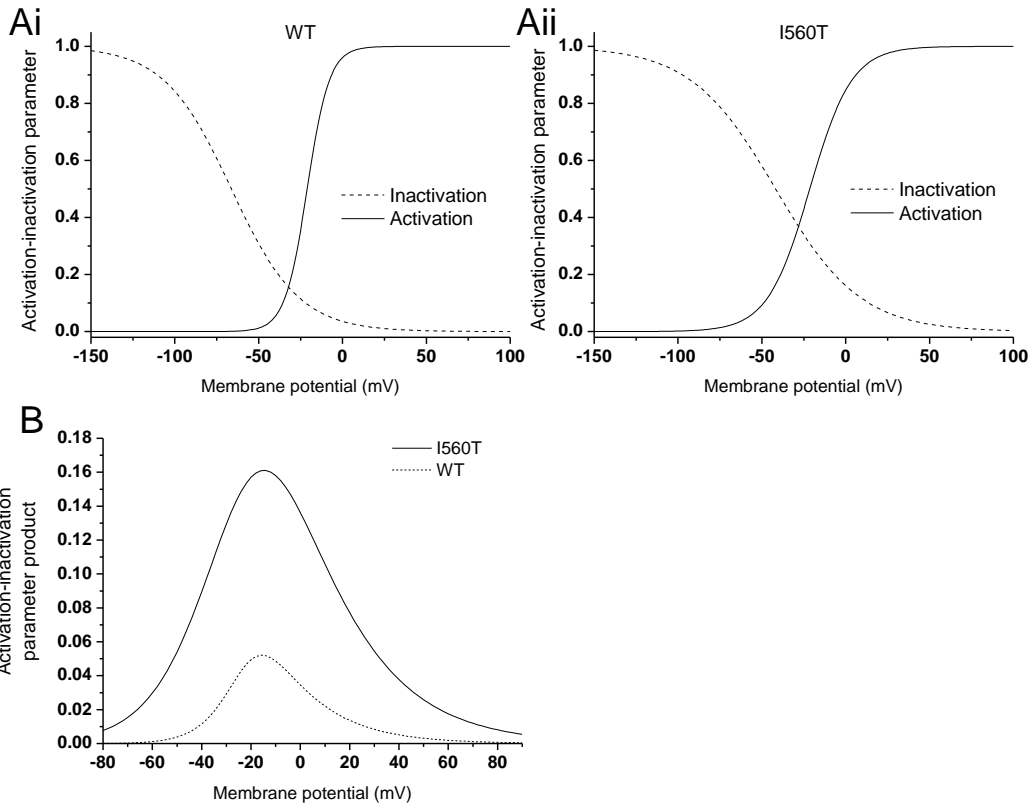 Ai
WT
Activation-inactivation parameter
1.0
0.8
0.6
0.4
0.2
0.0
Inactivation
Activation
-150
-100
-50
0
50
100
Membrane potential (mV)
Aii
I560T
Activation-inactivation parameter
1.0
0.8
0.6
0.4
0.2
0.0
Inactivation
Activation
-150
-100
-50
0
50
100
Membrane potential (mV)
B
Activation-inactivation
parameter product
0.18
0.16
0.14
0.12
0.10
0.08
0.06
0.04
0.02
0.00
I560T
WT
-80
-60
-40
-20
0
20
40
60
80
Membrane potential (mV)